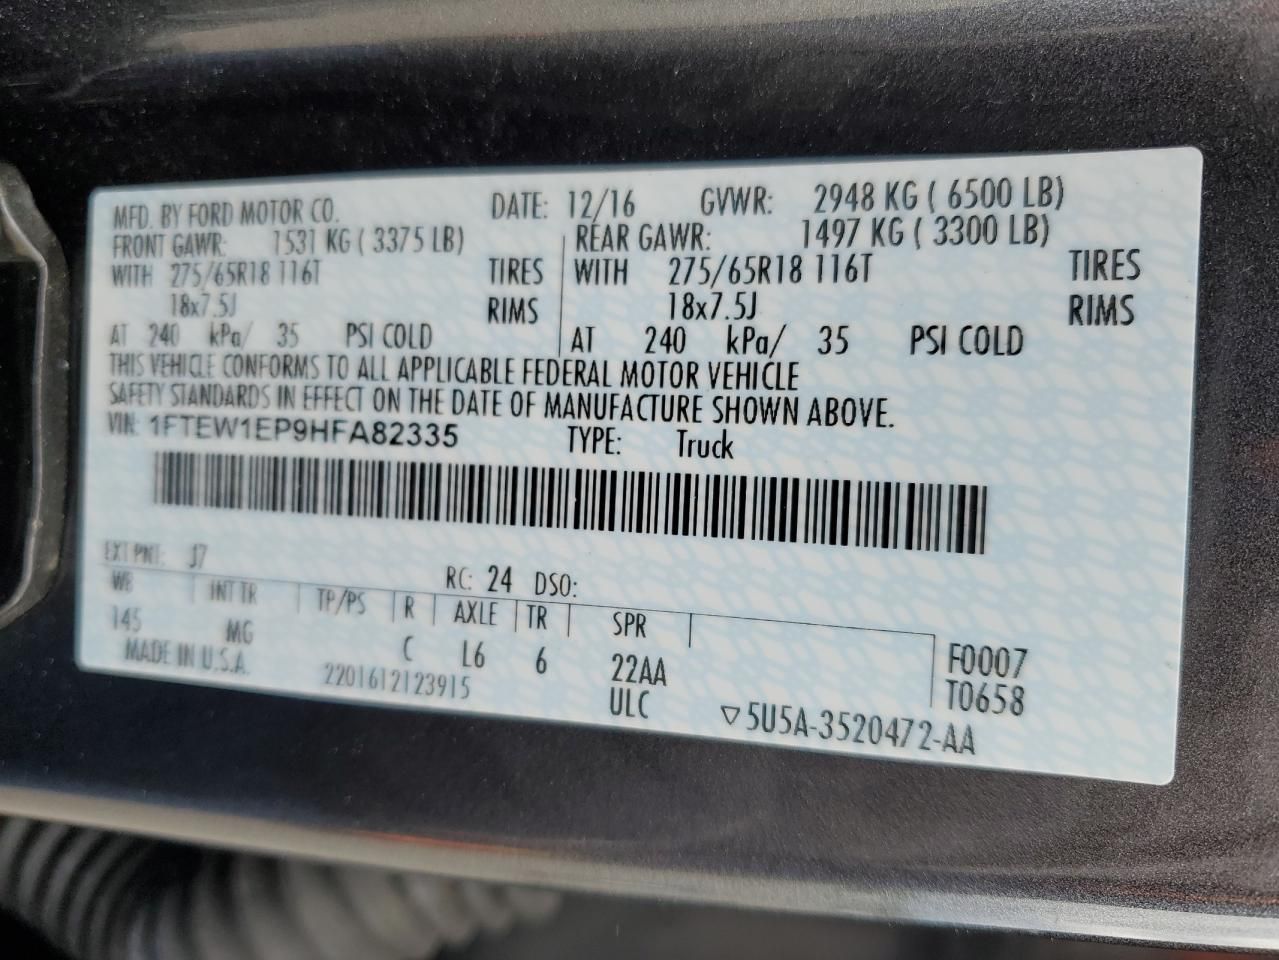 MFD. BY FORD MOTOR CO. DATE: 12/16 GVWR: 2948 KG ( 6500 LB)
FRONT GAWR: 1531 KG ( 3375 LB) REAR GAWR: 1497 KG ( 3300 LB)
WITH 275/65R18 116T TIRES WITH 275/65R18 116T TIRES
18x7.5J RIMS 18x7.5J RIMS
AT 240 kPa/ 35 PSI COLD AT 240 kPa/ 35 PSI COLD
THIS VEHICLE CONFORMS TO ALL APPLICABLE FEDERAL MOTOR VEHICLE
SAFETY STANDARDS IN EFFECT ON THE DATE OF MANUFACTURE SHOWN ABOVE.
VIN: 1FTEW1EP9HFA82335 TYPE: Truck
EXT PNT: J7 RC: 24 DSO:
WB INT TR TP/PS R AXLE TR SPR
145 MG C L6 6 22AA F0007
MADE IN U.S.A. 2201612123915 ULC T0658
▽5U5A-3520472-AA